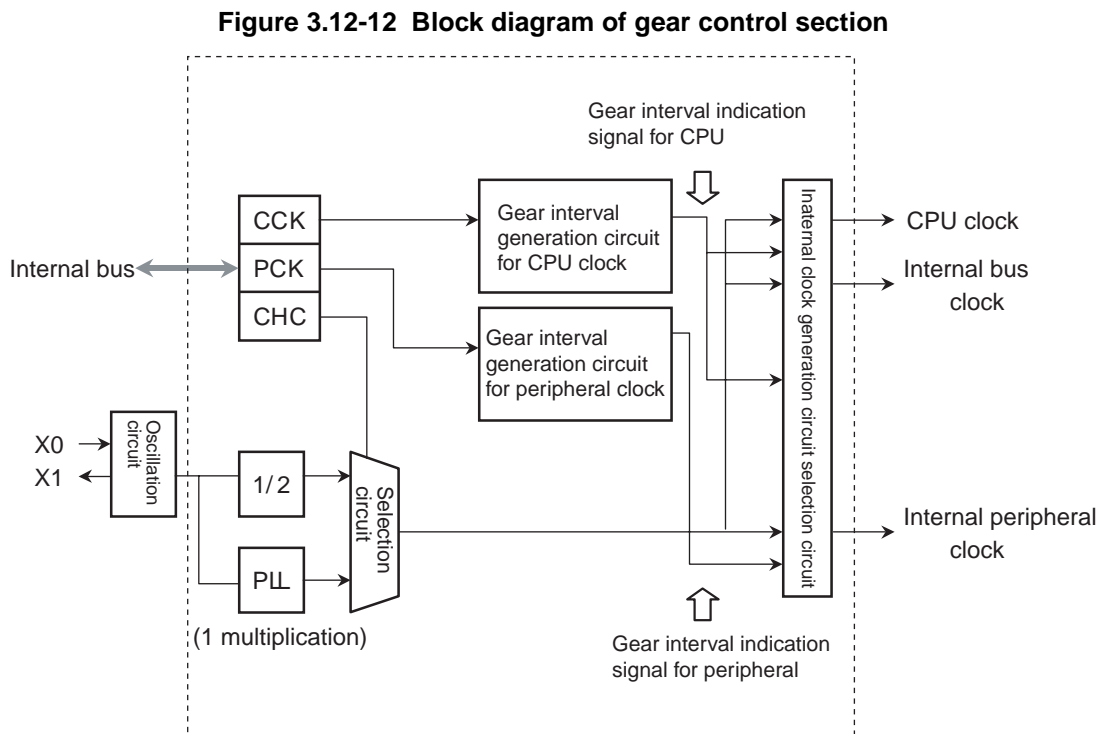 Figure 3.12-12 Block diagram of gear control section
Gear interval indication
signal for CPU
CCK
PCK
CHC
Gear interval
generation circuit
for CPU clock
Gear interval
generation circuit
for peripheral clock
Inaternal clock generation circuit selection circuit
CPU clock
Internal bus
clock
Internal bus
X0
X1
Oscillation
circuit
1/2
PLL
(1 multiplication)
Selection
circuit
Internal peripheral
clock
Gear interval indication
signal for peripheral